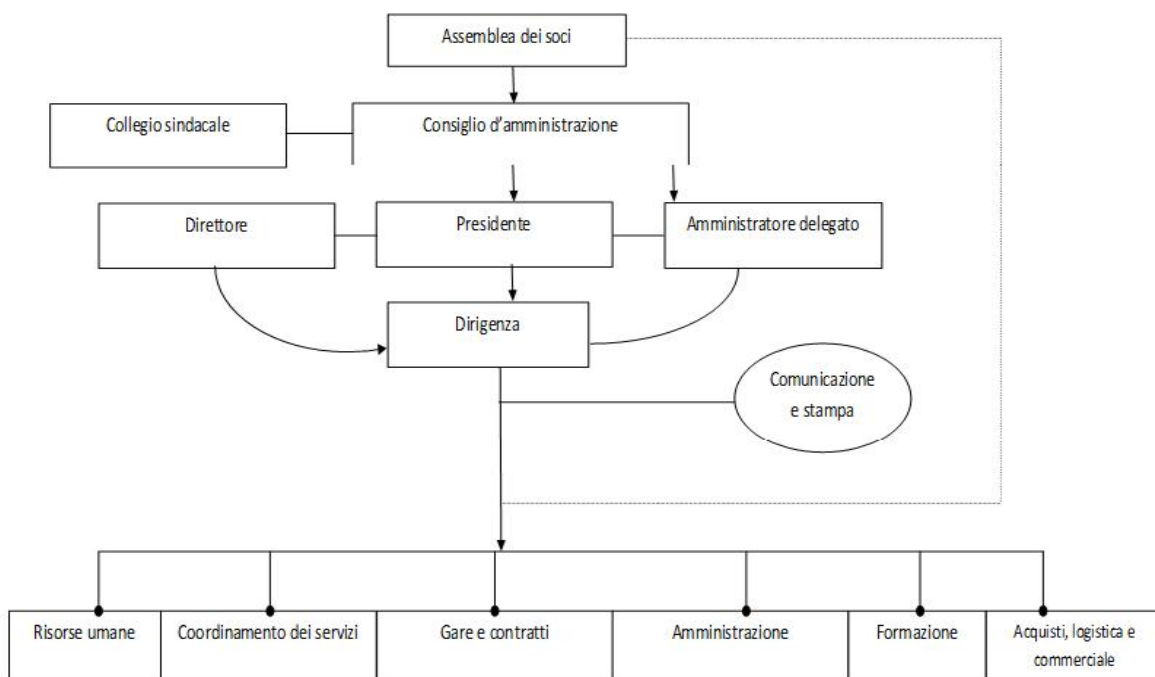 Assemblea dei soci
Collegio sindacale
Consiglio d’amministrazione
Direttore
Presidente
Amministratore delegato
Dirigenza
Comunicazione
e stampa
Risorse umane
Coordinamento dei servizi
Gare e contratti
Amministrazione
Formazione
Acquisti, logistica e
commerciale